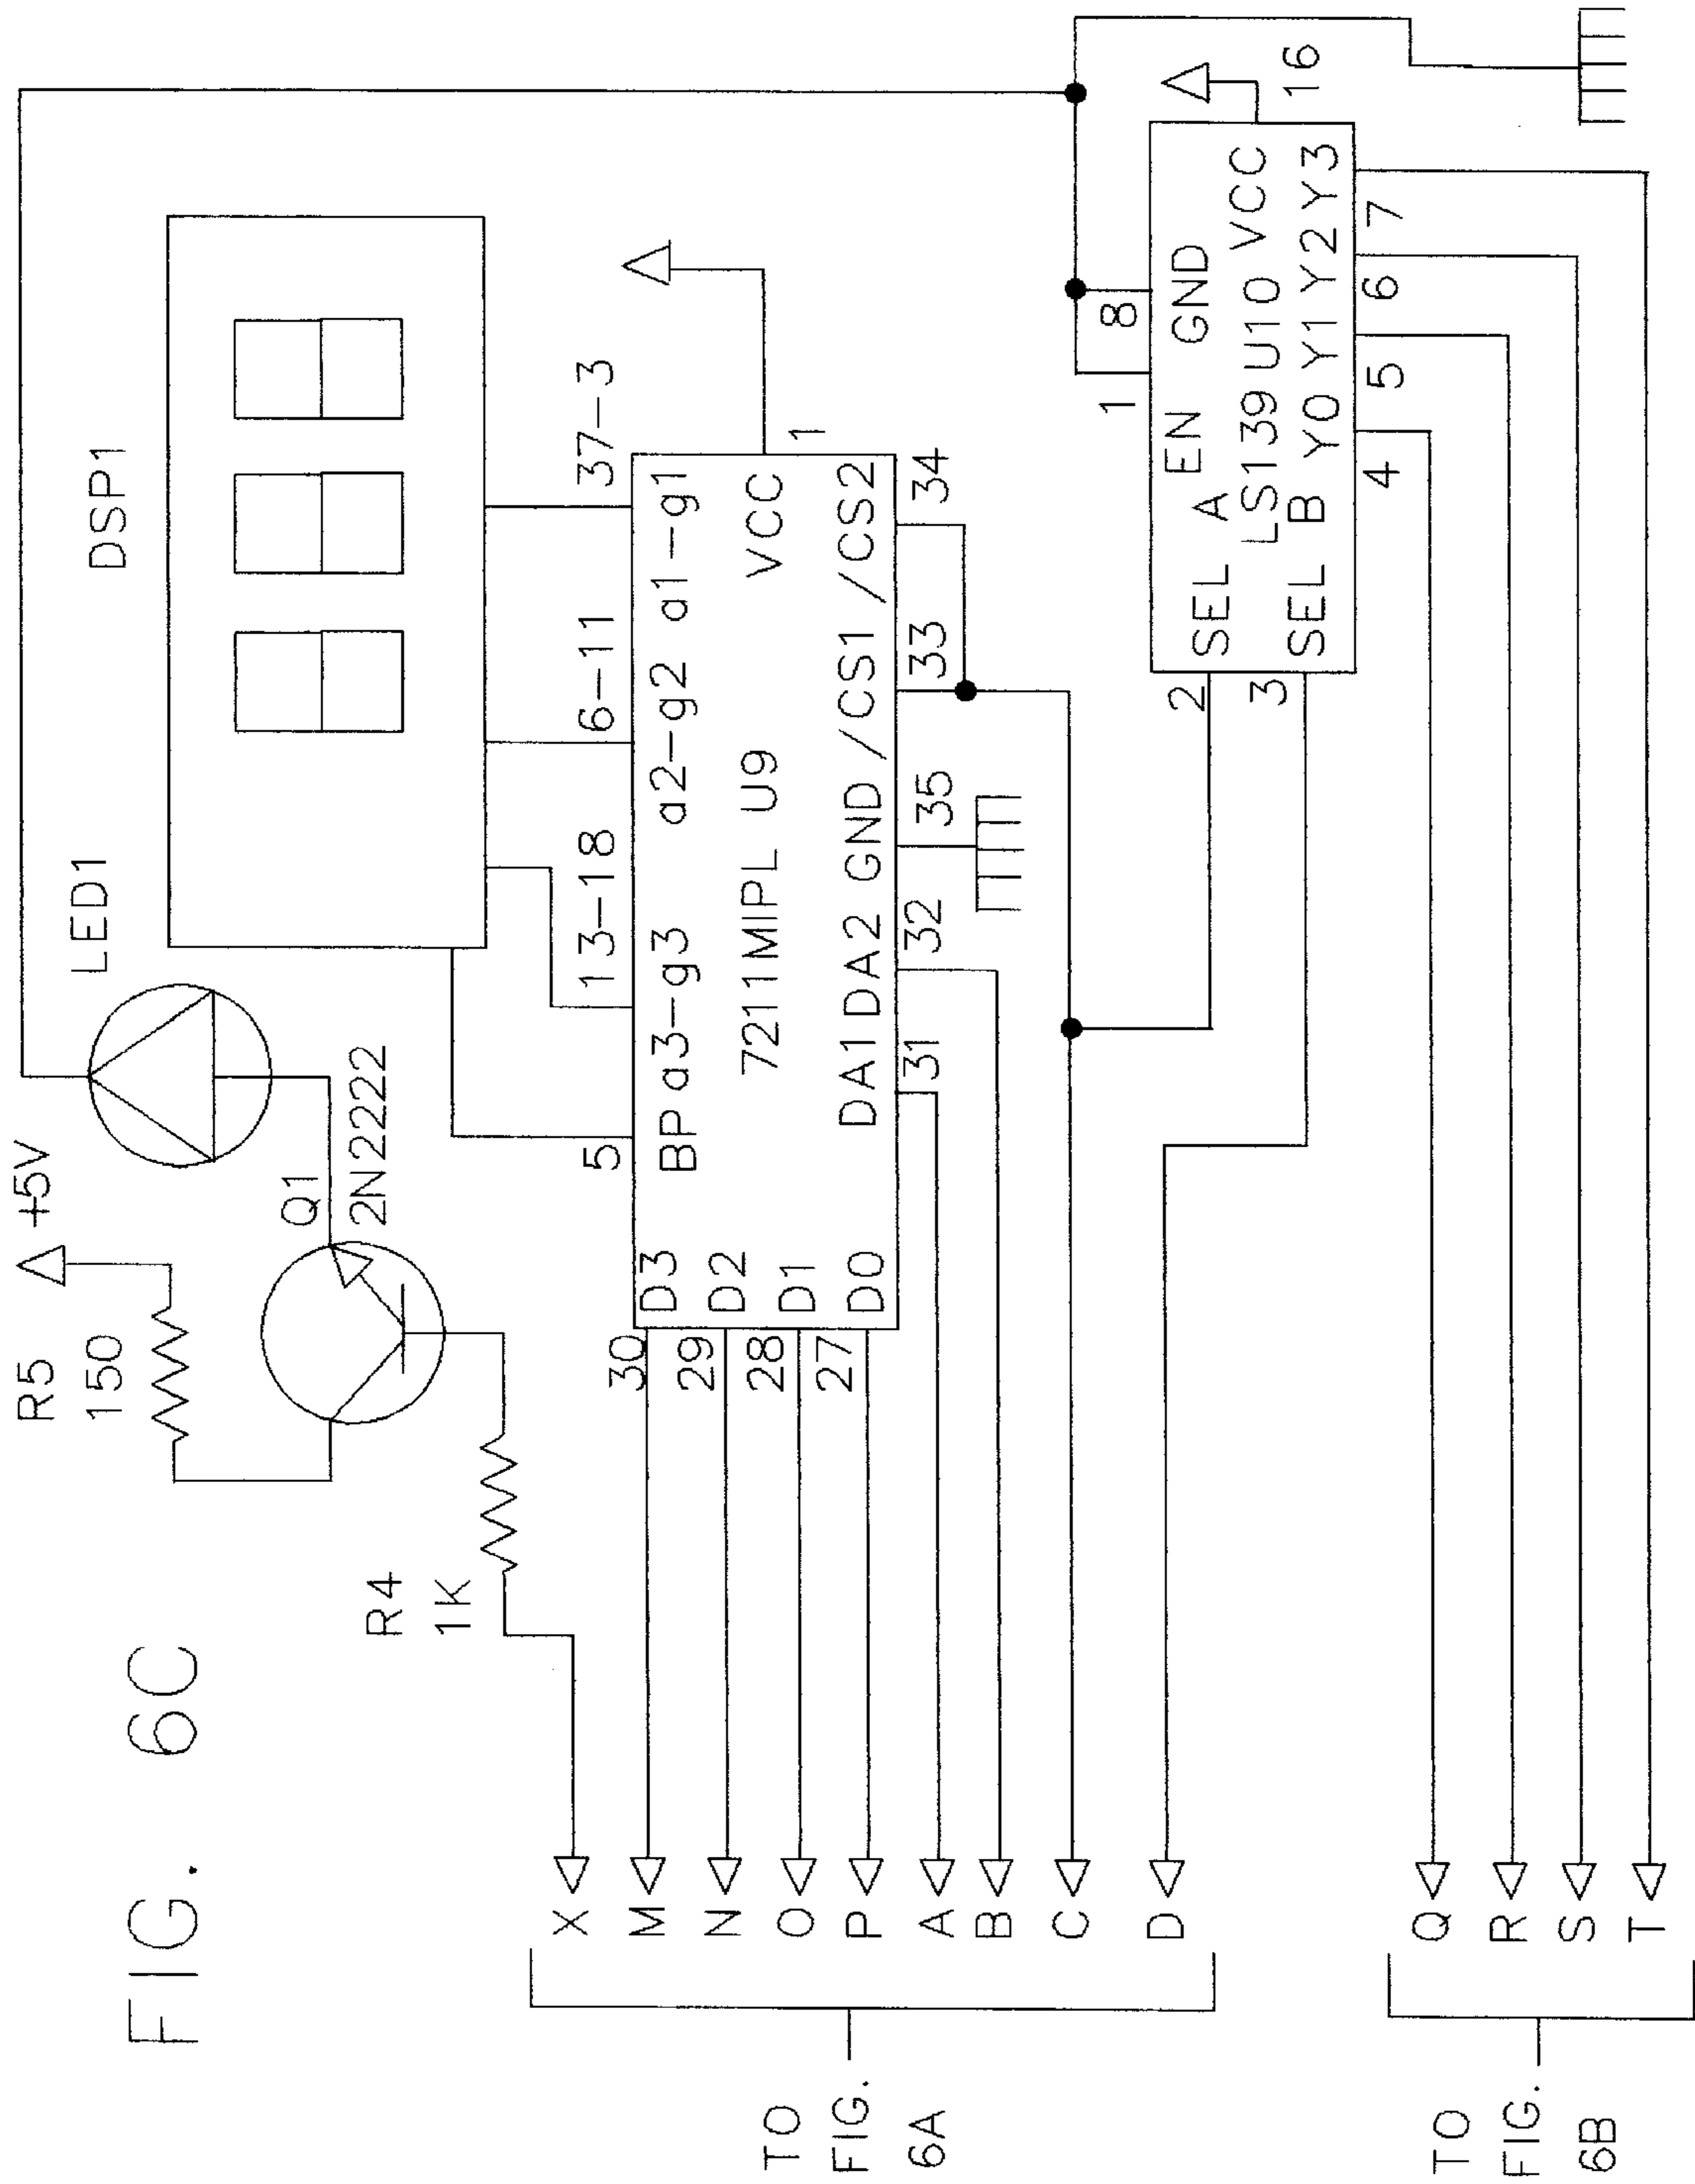 FIG. 6C
R5
150
+5V
LED1
DSP1
Q1
2N2222
R4
1K
5
13-18
6-11
37-3
BP a3-g3 a2-g2 a1-g1
7211MIPL U9
VCC
1
D3
D2
D1
D0
30
29
28
27
DA1 DA2 GND /CS1 /CS2
31
32
35
33
34
1
8
EN GND
SEL A
LS139 U10 VCC
SEL B Y0 Y1 Y2 Y3
2
3
4
5
6
7
16
X
M
N
O
P
A
B
C
D
TO
FIG.
6A
Q
R
S
T
TO
FIG.
6B